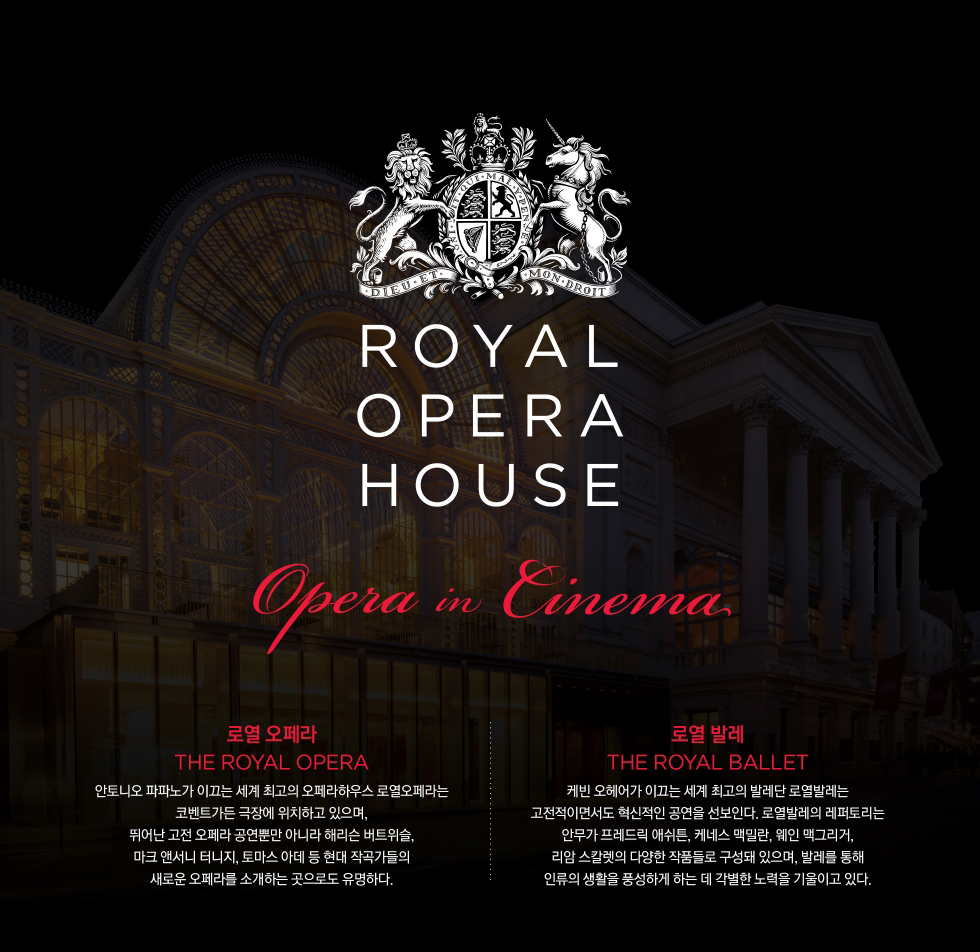 DIEU·ET·MON·DROIT
ROYAL
OPERA
HOUSE
Opera in Cinema
로열 오페라
THE ROYAL OPERA
안토니오 파파노가 이끄는 세계 최고의 오페라하우스 로열오페라는
코벤트가든 극장에 위치하고 있으며,
뛰어난 고전 오페라 공연뿐만 아니라 해리슨 버트위슬,
마크 앤서니 터니지, 토마스 아데 등 현대 작곡가들의
새로운 오페라를 소개하는 곳으로도 유명하다.
로열 발레
THE ROYAL BALLET
케빈 오헤어가 이끄는 세계 최고의 발레단 로열발레는
고전적이면서도 혁신적인 공연을 선보인다. 로열발레의 레퍼토리는
안무가 프레드릭 애쉬튼, 케네스 맥밀란, 웨인 맥그리거,
리암 스칼렛의 다양한 작품들로 구성돼 있으며, 발레를 통해
인류의 생활을 풍성하게 하는 데 각별한 노력을 기울이고 있다.